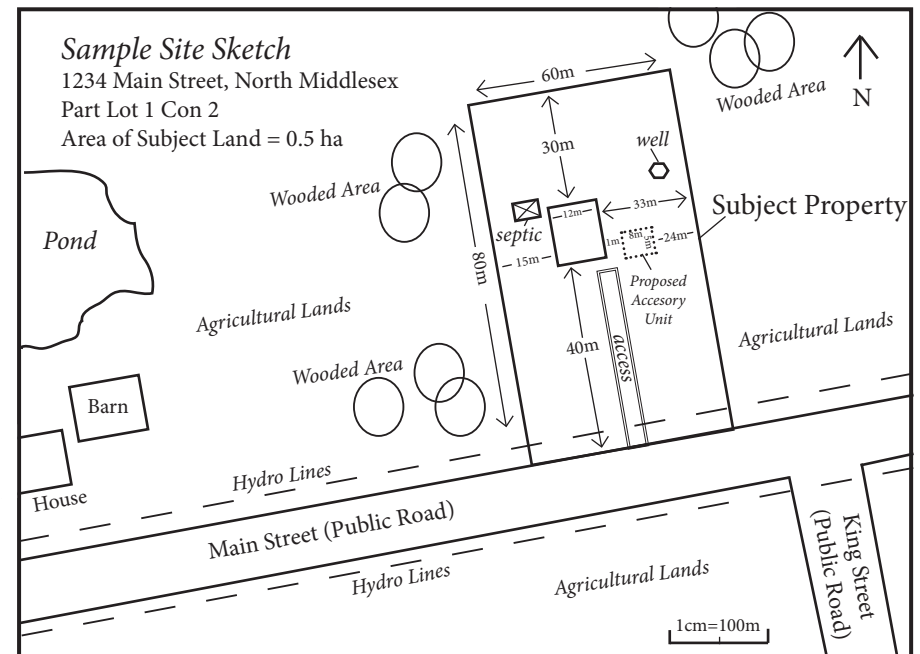 Sample Site Sketch
1234 Main Street, North Middlesex
Part Lot 1 Con 2
Area of Subject Land = 0.5 ha
60m
N
Wooded Area
30m
well
Wooded Area
33m
Subject Property
12m
septic
Pond
1m
8m
5m
24m
15m
80m
Proposed
Accesory
Unit
Agricultural Lands
Agricultural Lands
40m
access
Wooded Area
Barn
Hydro Lines
House
Main Street (Public Road)
King Street
(Public Road)
Hydro Lines
Agricultural Lands
1cm=100m